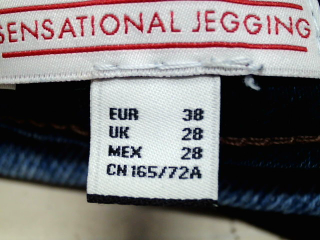 SENSATIONAL JEGGING
EUR 38
UK 28
MEX 28
CN 165/72A